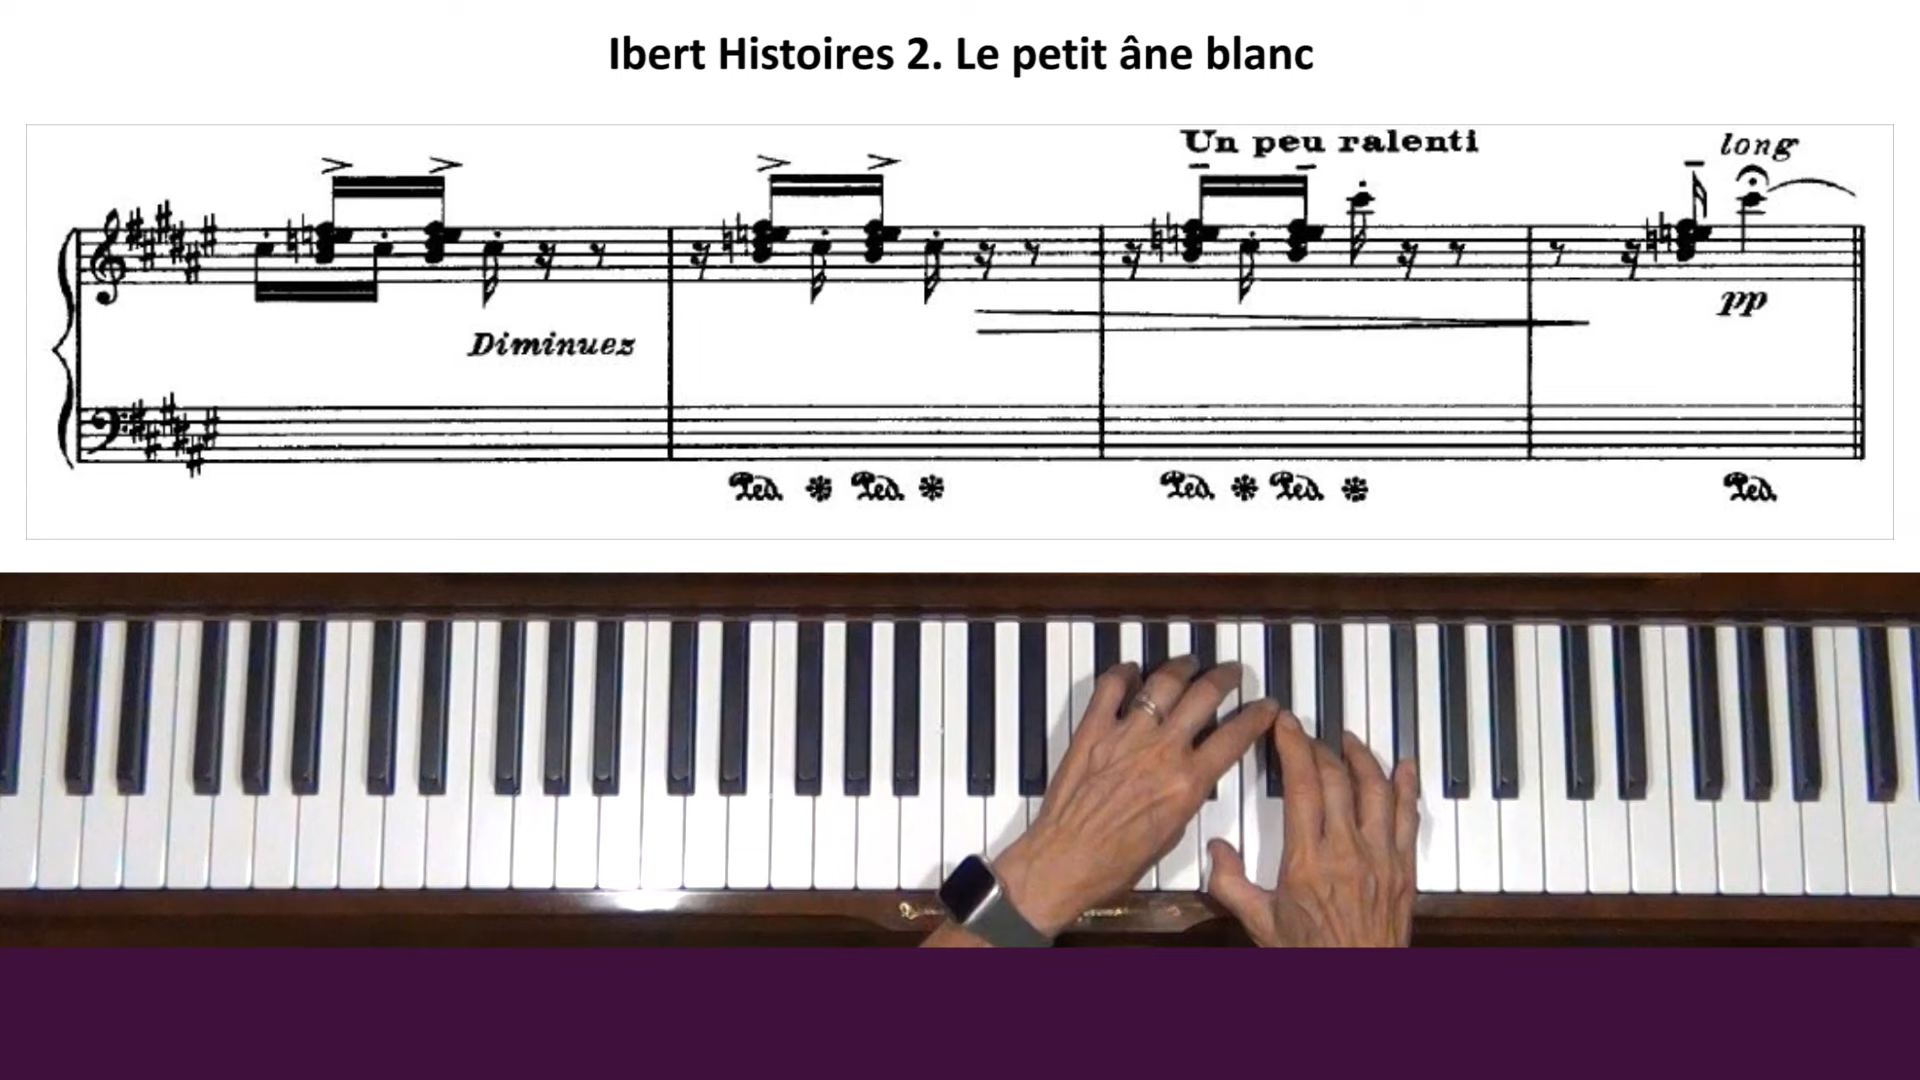 Ibert Histoires 2. Le petit âne blanc
Un peu ralenti
long
pp
Diminuez
Ped. Ped. Ped. Ped. Ped.